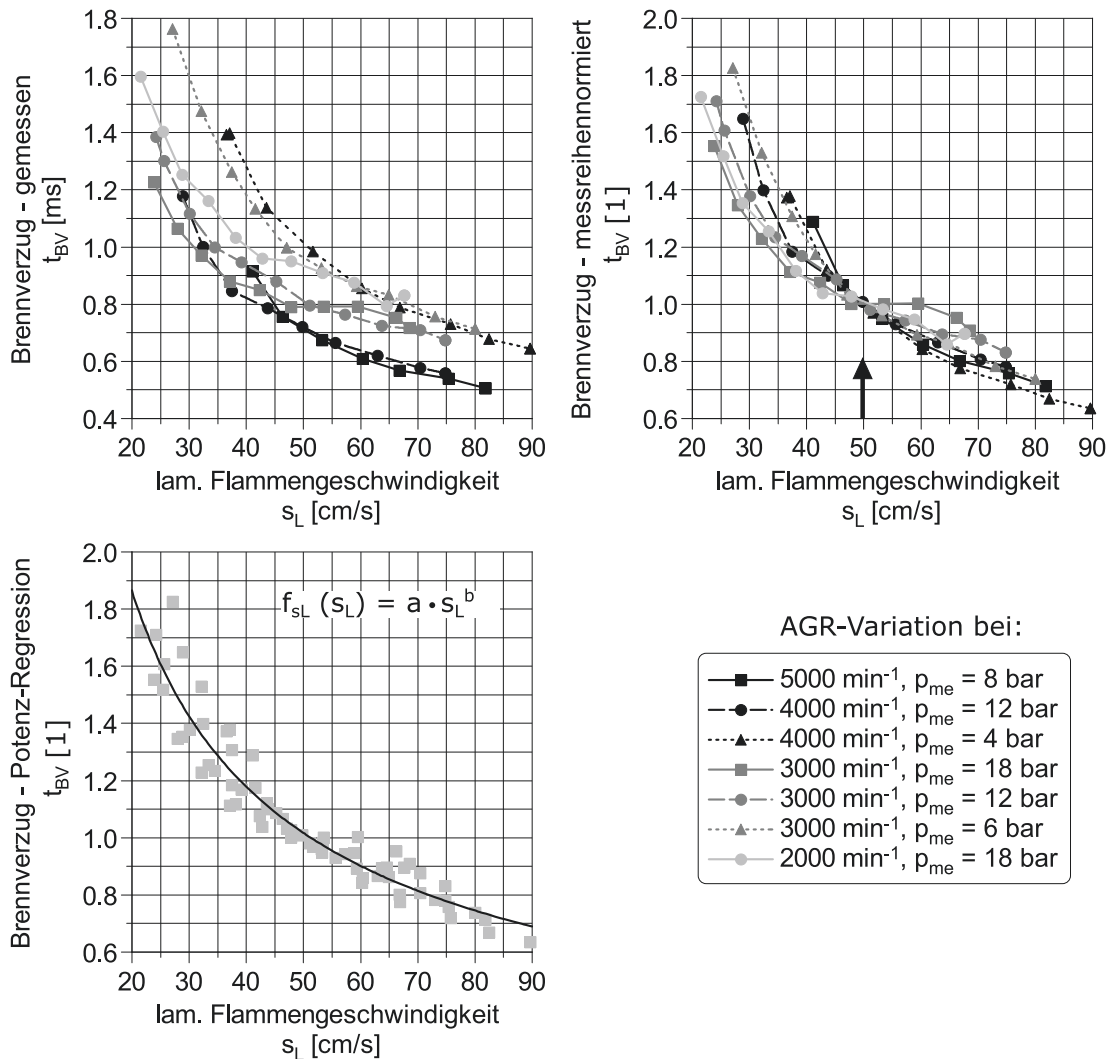 Brennverzug - gemessen
t_BV [ms]
1.8
1.6
1.4
1.2
1.0
0.8
0.6
0.4
20 30 40 50 60 70 80 90
lam. Flammengeschwindigkeit
s_L [cm/s]
Brennverzug - messreihennormiert
t_BV [1]
2.0
1.8
1.6
1.4
1.2
1.0
0.8
0.6
20 30 40 50 60 70 80 90
lam. Flammengeschwindigkeit
s_L [cm/s]
Brennverzug - Potenz-Regression
t_BV [1]
2.0
1.8
1.6
1.4
1.2
1.0
0.8
0.6
f_sL (s_L) = a • s_L^b
20 30 40 50 60 70 80 90
lam. Flammengeschwindigkeit
s_L [cm/s]
AGR-Variation bei:
5000 min⁻¹, p_me = 8 bar
4000 min⁻¹, p_me = 12 bar
4000 min⁻¹, p_me = 4 bar
3000 min⁻¹, p_me = 18 bar
3000 min⁻¹, p_me = 12 bar
3000 min⁻¹, p_me = 6 bar
2000 min⁻¹, p_me = 18 bar